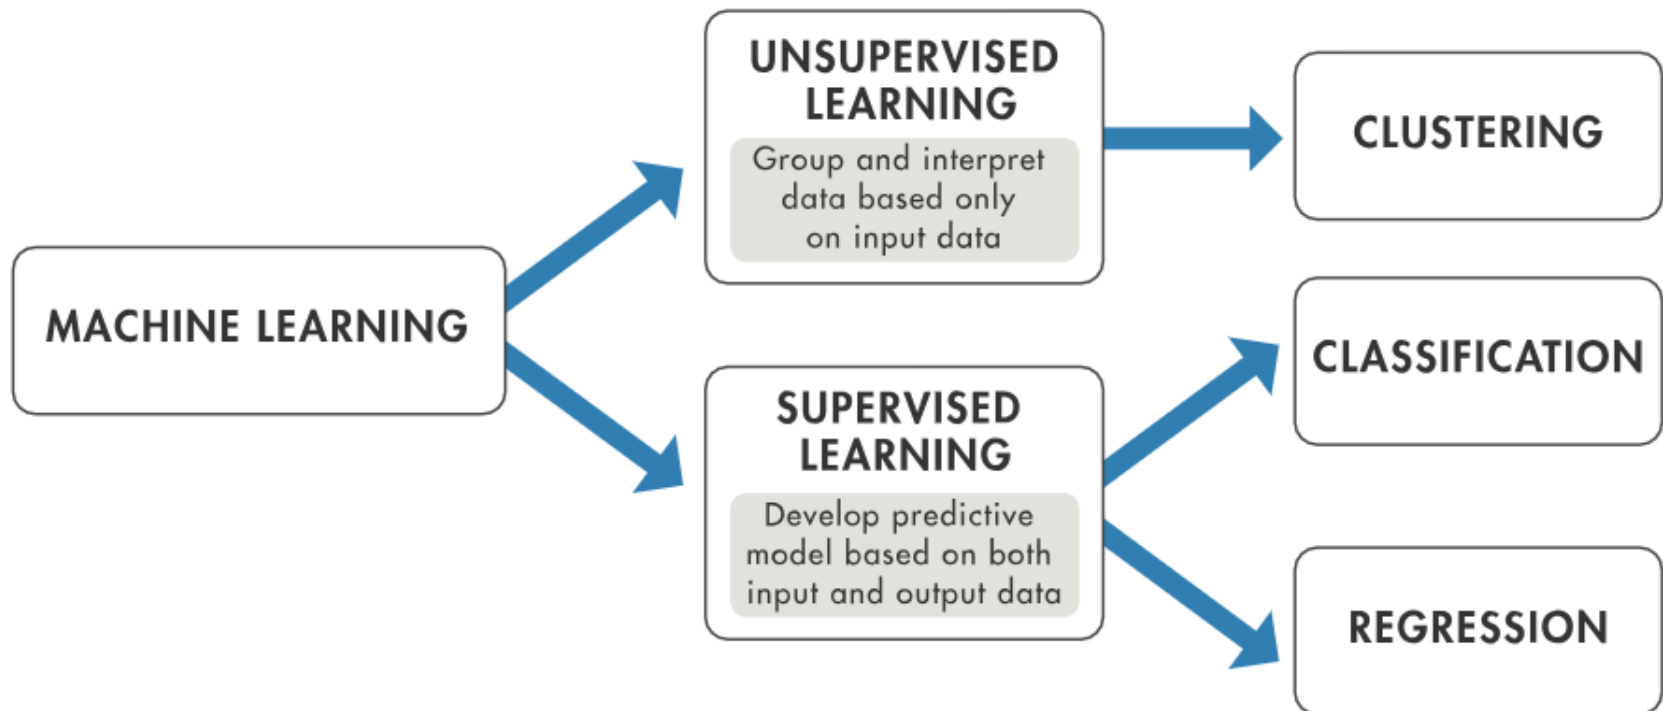 MACHINE LEARNING
UNSUPERVISED
LEARNING
Group and interpret
data based only
on input data
SUPERVISED
LEARNING
Develop predictive
model based on both
input and output data
CLUSTERING
CLASSIFICATION
REGRESSION